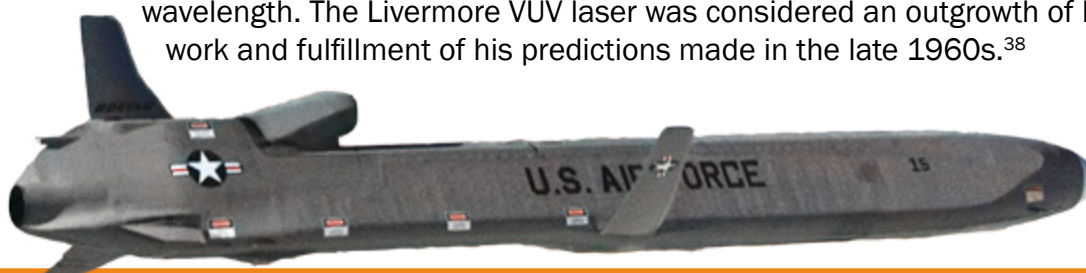 wavelength. The Livermore VUV laser was considered an outgrowth of
work and fulfillment of his predictions made in the late 1960s.³⁸
BOEING
U.S. AIR FORCE
15